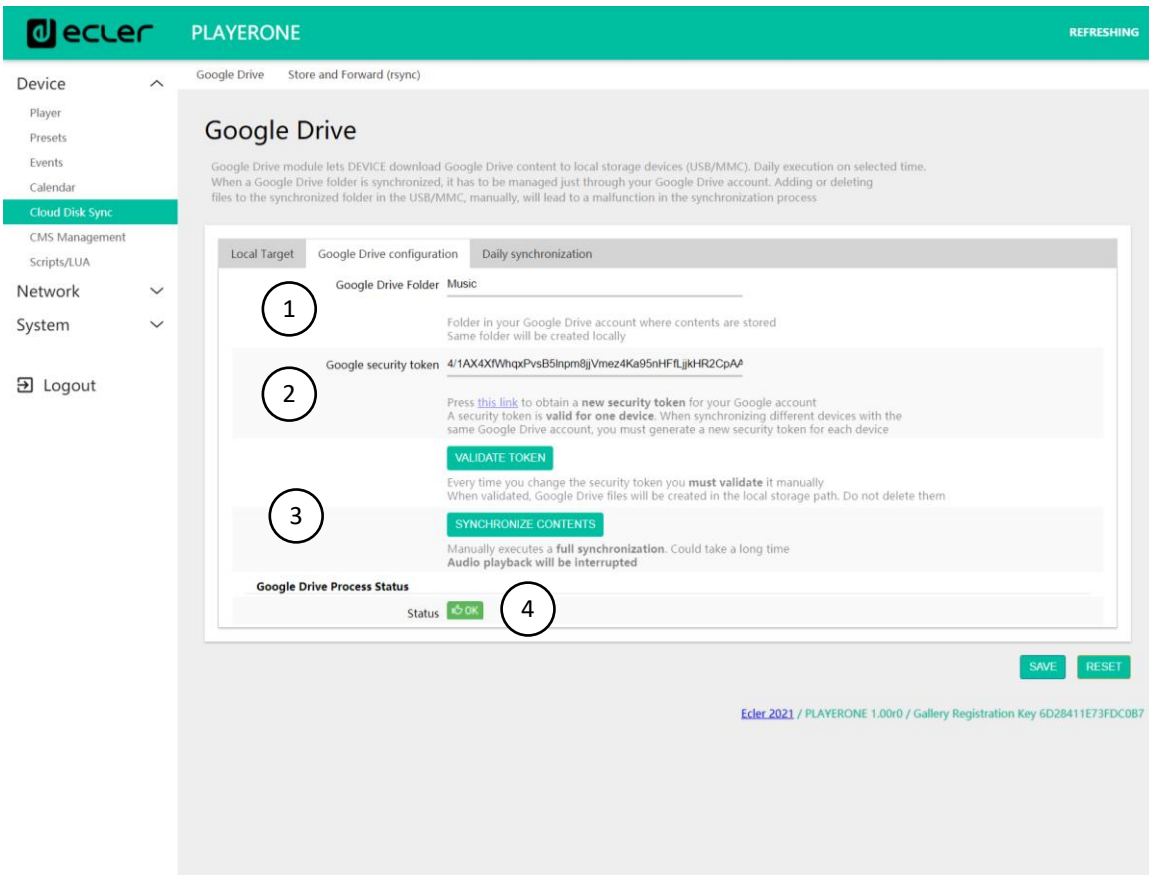 ecler
PLAYERONE
REFRESHING
Device
Player
Presets
Events
Calendar
Cloud Disk Sync
CMS Management
Scripts/LUA
Network
System
Logout
Google Drive Store and Forward (rsync)
Google Drive
Google Drive module lets DEVICE download Google Drive content to local storage devices (USB/MMC). Daily execution on selected time.
When a Google Drive folder is synchronized, it has to be managed just through your Google Drive account. Adding or deleting
files to the synchronized folder in the USB/MMC, manually, will lead to a malfunction in the synchronization process
Local Target Google Drive configuration Daily synchronization
1
Google Drive Folder Music
Folder in your Google Drive account where contents are stored
Same folder will be created locally
2
Google security token
Press this link to obtain a new security token for your Google account
A security token is valid for one device. When synchronizing different devices with the
same Google Drive account, you must generate a new security token for each device
VALIDATE TOKEN
Every time you change the security token you must validate it manually
When validated, Google Drive files will be created in the local storage path. Do not delete them
3
SYNCHRONIZE CONTENTS
Manually executes a full synchronization. Could take a long time
Audio playback will be interrupted
Google Drive Process Status
Status OK
4
SAVE RESET
Ecler 2021 / PLAYERONE 1.00r0 / Gallery Registration Key 6D28411E73FDC0B7